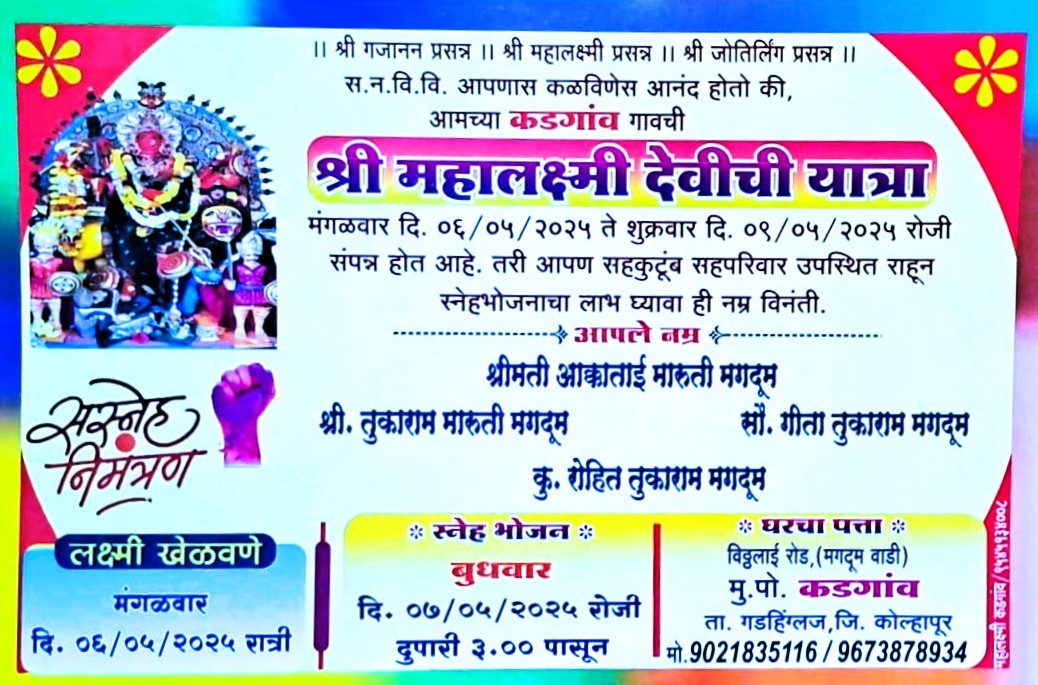 ।। श्री गजानन प्रसन्न ।। श्री महालक्ष्मी प्रसन्न ।। श्री जोतिर्लिंग प्रसन्न ।।
स.न.वि.वि. आपणास कळविणेस आनंद होतो की,
आमच्या कडगांव गावची
श्री महालक्ष्मी देवीची यात्रा
मंगळवार दि. ०६/०५/२०२५ ते शुक्रवार दि. ०९/०५/२०२५ रोजी
संपन्न होत आहे. तरी आपण सहकुटूंब सहपरिवार उपस्थित राहून
स्नेहभोजनाचा लाभ घ्यावा ही नम्र विनंती.
आपले नम्र
श्रीमती आक्काताई मारुती मगदूम
श्री. तुकाराम मारुती मगदूम
सौ. गीता तुकाराम मगदूम
कु. रोहित तुकाराम मगदूम
सस्नेह
निमंत्रण
लक्ष्मी खेळवणे
मंगळवार
दि. ०६/०५/२०२५ रात्री
स्नेह भोजन
बुधवार
दि. ०७/०५/२०२५ रोजी
दुपारी ३.०० पासून
घरचा पत्ता
विठ्ठलाई रोड,(मगदूम वाडी)
मु.पो. कडगांव
ता. गडहिंग्लज,जि. कोल्हापूर
मो.9021835116 / 9673878934
महालक्ष्मी कडगांव/